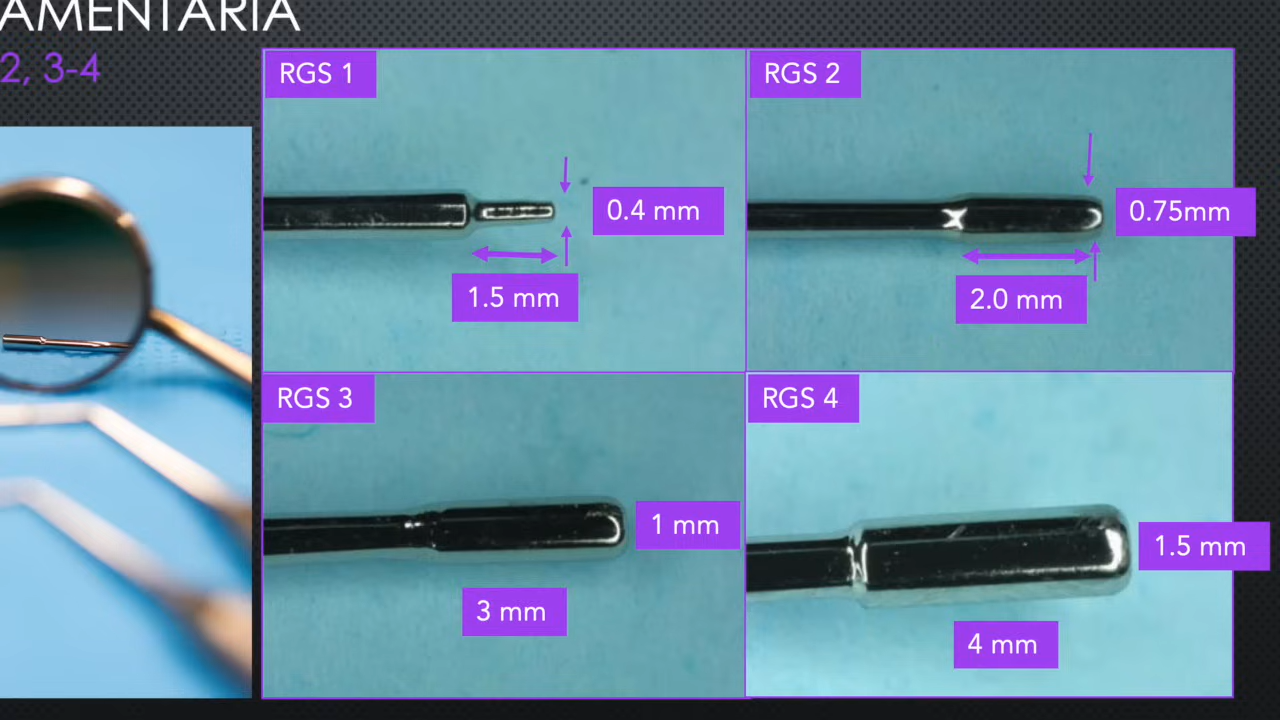 AMENTARIA
2, 3-4
RGS 1
0.4 mm
1.5 mm
RGS 2
0.75mm
2.0 mm
RGS 3
1 mm
3 mm
RGS 4
1.5 mm
4 mm